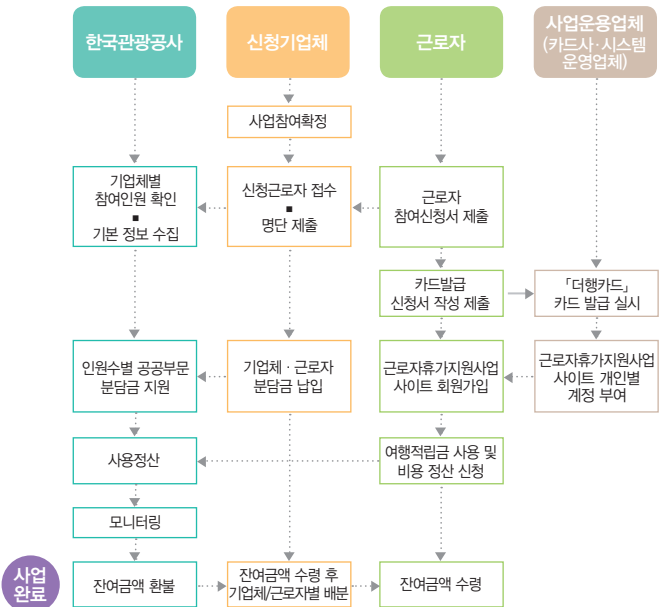 한국관광공사
신청기업체
근로자
사업운용업체
(카드사·시스템
운영업체)
사업참여확정
기업체별
참여인원 확인
■
기본 정보 수집
신청근로자 접수
■
명단 제출
근로자
참여신청서 제출
카드발급
신청서 작성 제출
「더행카드」
카드 발급 실시
인원수별 공공부문
분담금 지원
기업체 · 근로자
분담금 납입
근로자휴가지원사업
사이트 회원가입
근로자휴가지원사업
사이트 개인별
계정 부여
사용정산
여행적립금 사용 및
비용 정산 신청
모니터링
사업
완료
잔여금액 환불
잔여금액 수령 후
기업체/근로자별 배분
잔여금액 수령